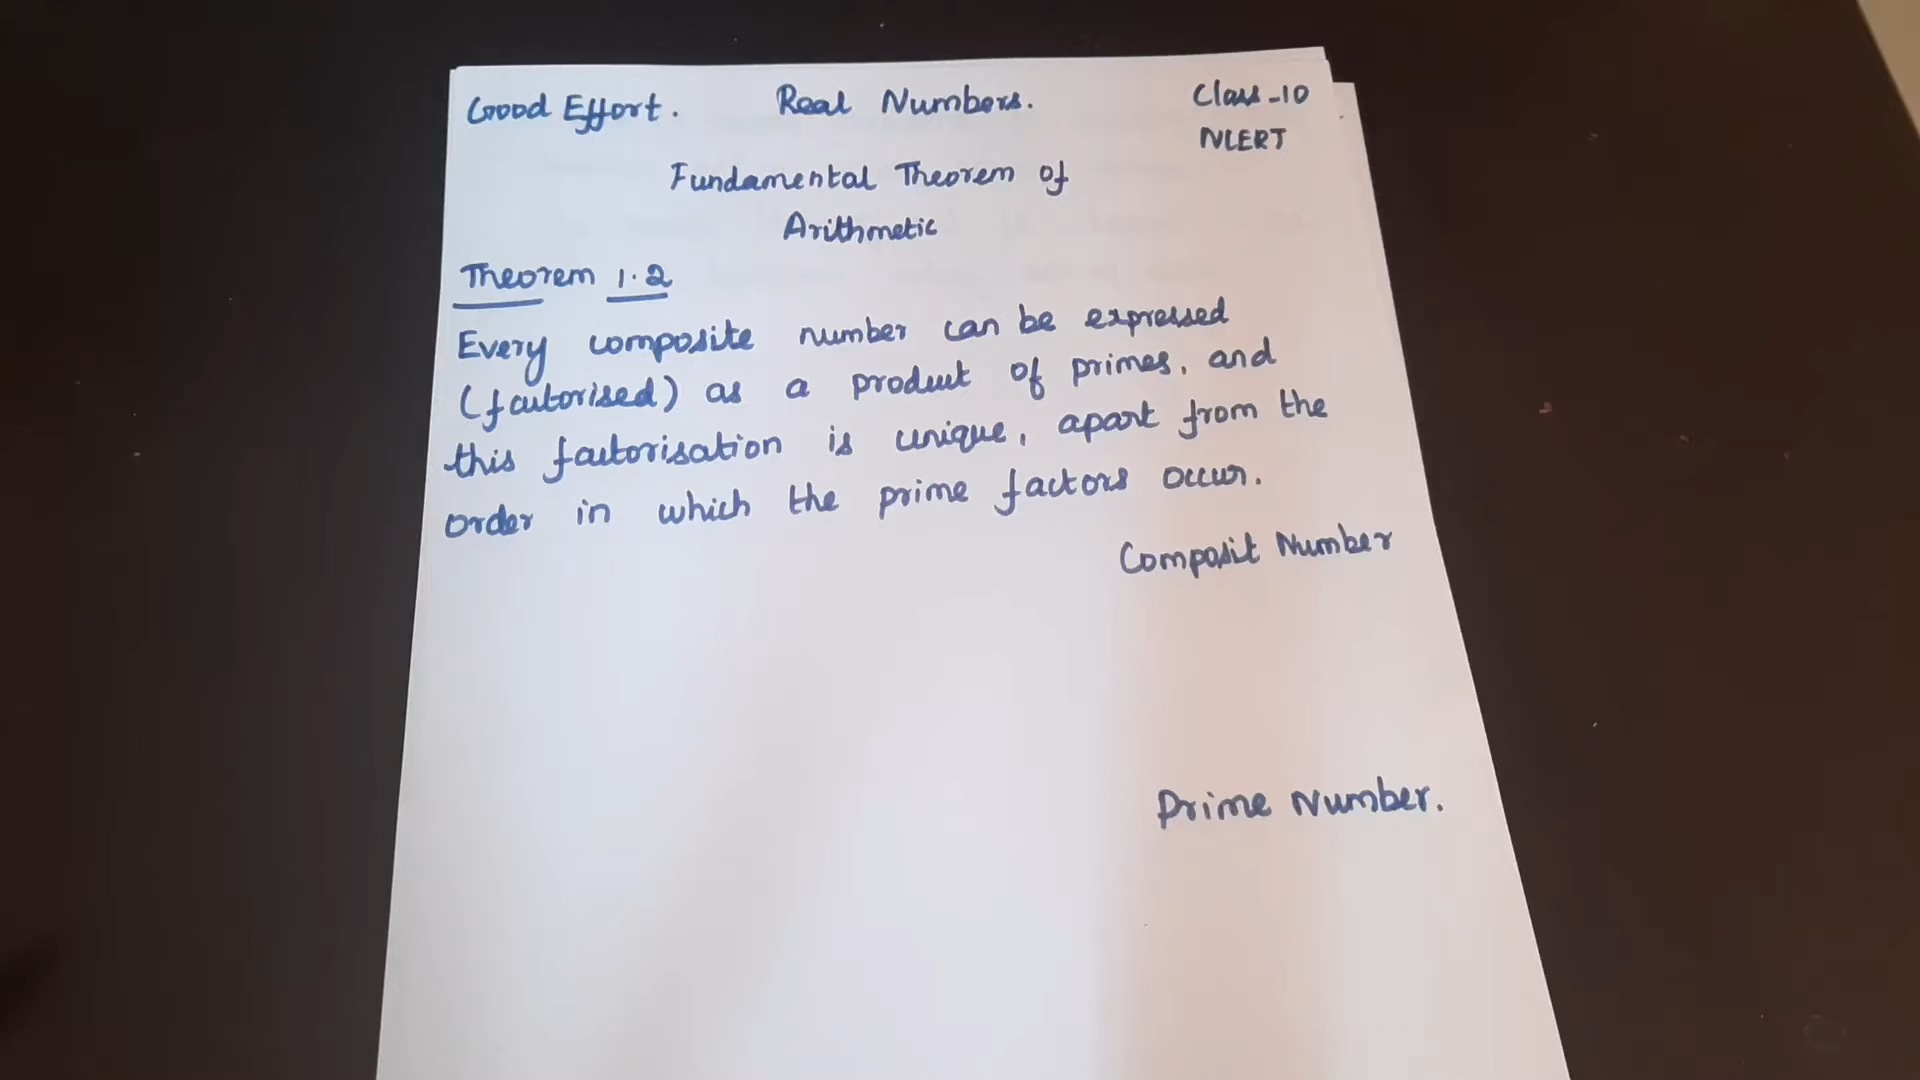 Good Effort. Real Numbers. Class-10
NCERT
Fundamental Theorem of
Arithmetic
Theorem 1.2
Every composite number can be expressed
(factorised) as a product of primes, and
this factorisation is unique, apart from the
order in which the prime factors occur.
Composit Number
Prime Number.